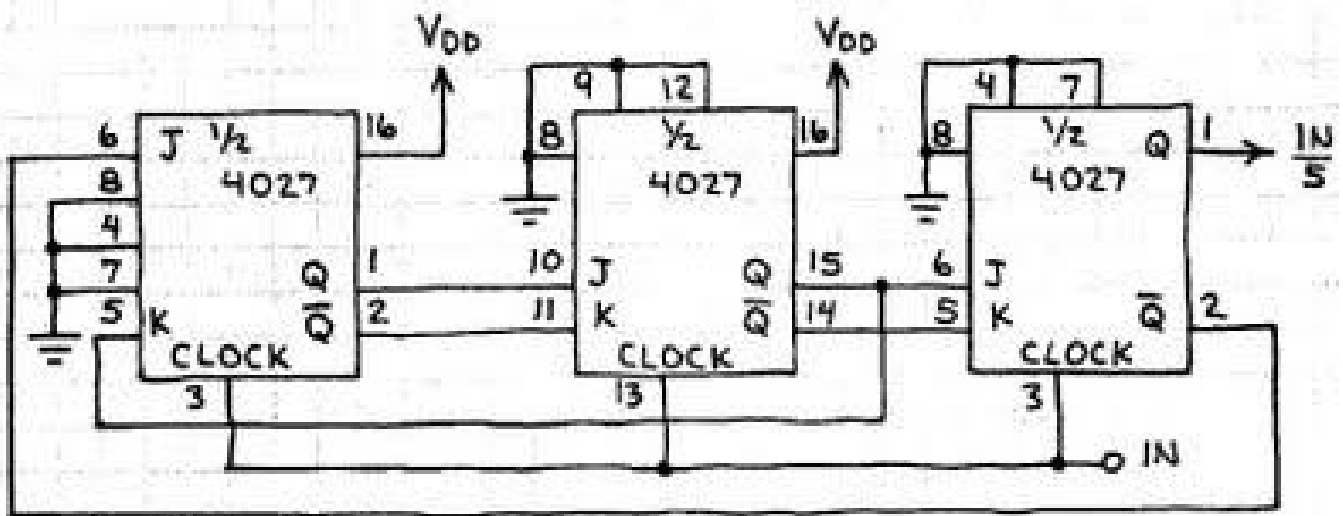 VDD
VDD
9 12
4 7
6 J 1/2 16
8 1/2 16
8 1/2 Q 1
IN/5
8 4027
4027
4027
4
7 Q 1
10 J Q 15
6 J Q̅ 2
5 K Q̅ 2
11 K Q̅ 14
5 K
CLOCK
CLOCK
CLOCK
3
13
3
IN